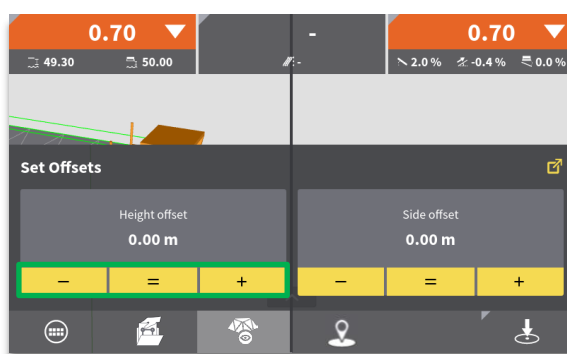 0.70 - 0.70
49.30 50.00 - 2.0 % -0.4 % 0.0 %
Set Offsets
Height offset Side offset
0.00 m 0.00 m
− = + − = +